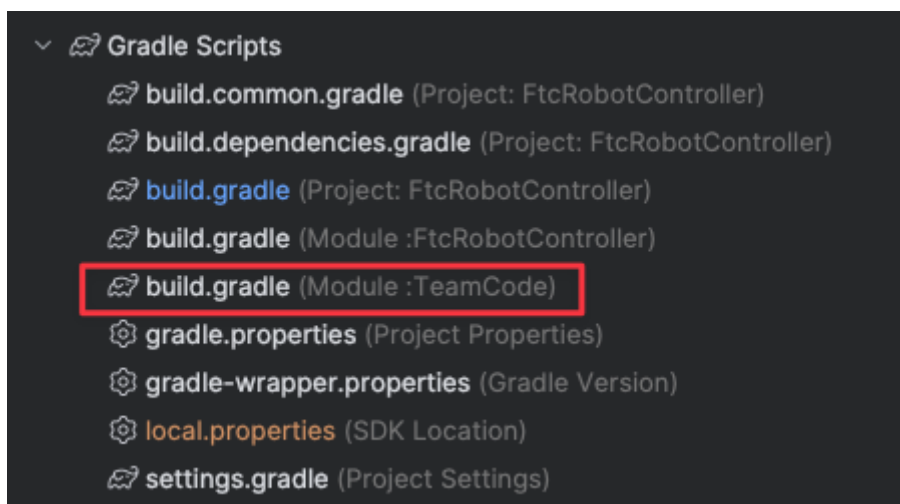 Gradle Scripts
build.common.gradle (Project: FtcRobotController)
build.dependencies.gradle (Project: FtcRobotController)
build.gradle (Project: FtcRobotController)
build.gradle (Module :FtcRobotController)
build.gradle (Module :TeamCode)
gradle.properties (Project Properties)
gradle-wrapper.properties (Gradle Version)
local.properties (SDK Location)
settings.gradle (Project Settings)